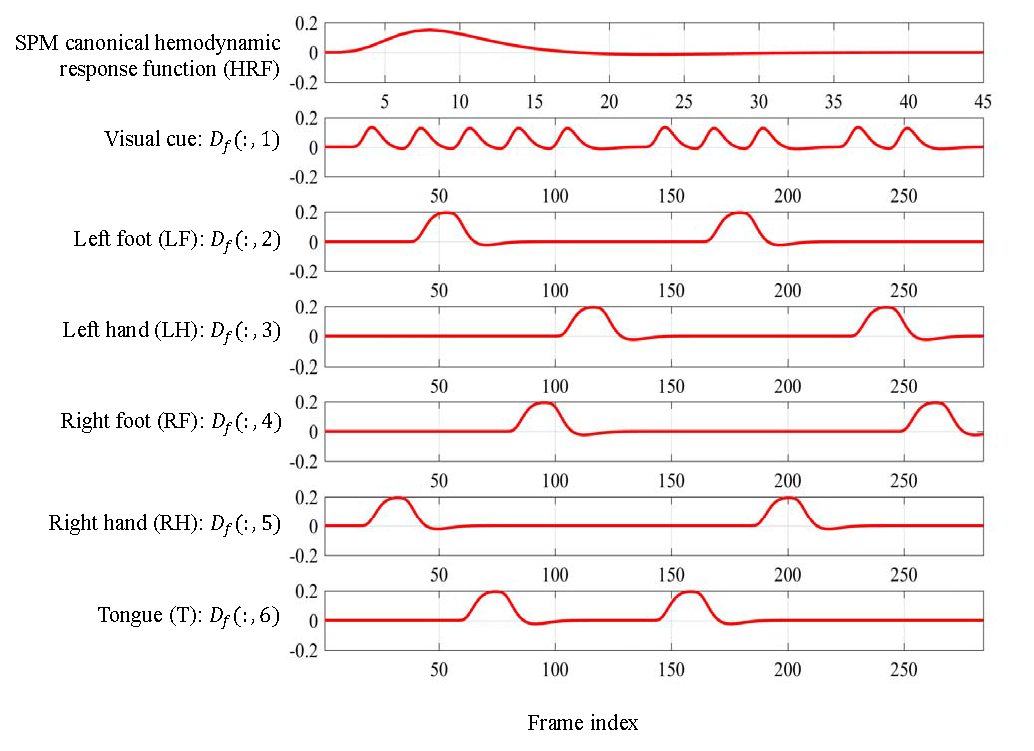 SPM canonical hemodynamic
response function (HRF)
0.2
0
-0.2
5 10 15 20 25 30 35 40 45
Visual cue: D_f(:, 1)
0.2
0
-0.2
50 100 150 200 250
Left foot (LF): D_f(:, 2)
0.2
0
-0.2
50 100 150 200 250
Left hand (LH): D_f(:, 3)
0.2
0
-0.2
50 100 150 200 250
Right foot (RF): D_f(:, 4)
0.2
0
-0.2
50 100 150 200 250
Right hand (RH): D_f(:, 5)
0.2
0
-0.2
50 100 150 200 250
Tongue (T): D_f(:, 6)
0.2
0
-0.2
50 100 150 200 250
Frame index